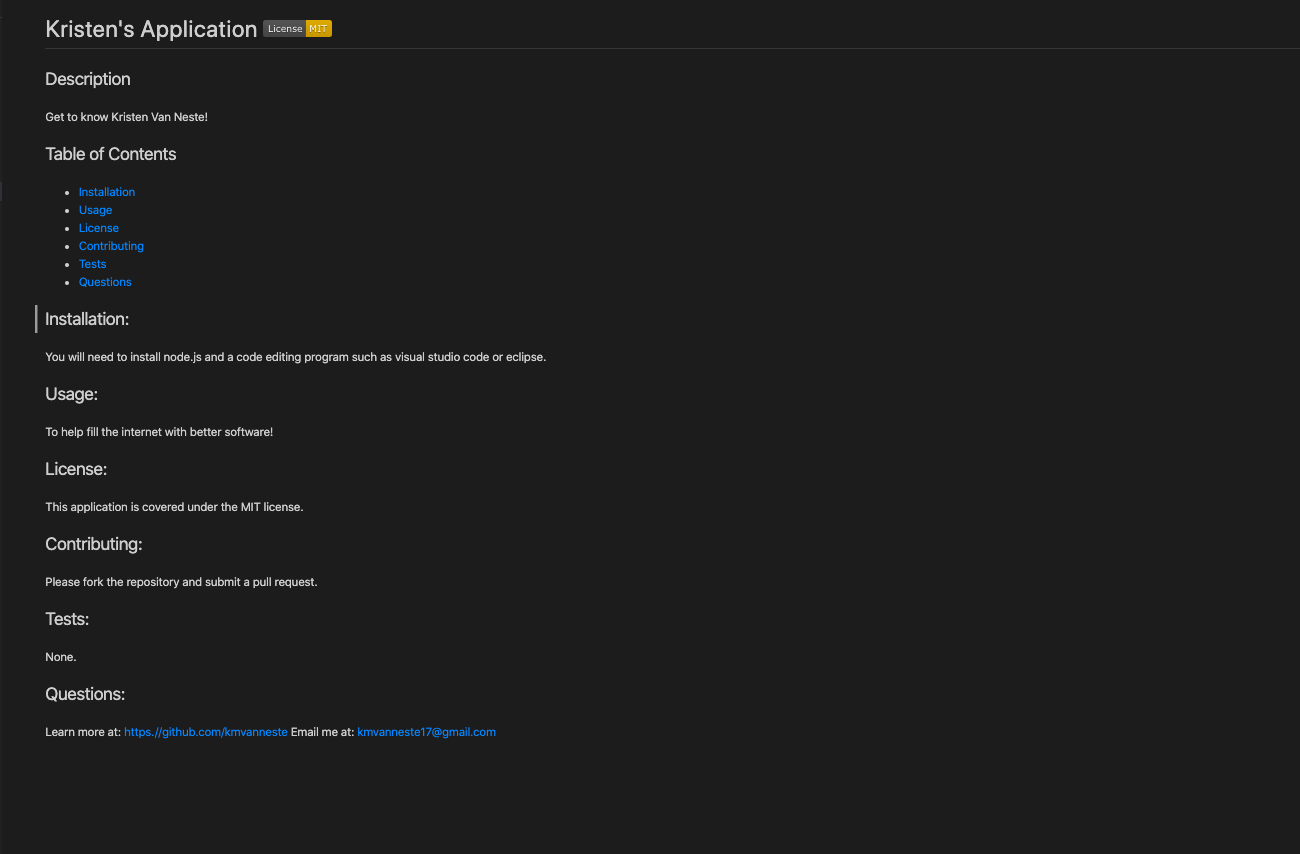 Kristen's Application License MIT
Description
Get to know Kristen Van Neste!
Table of Contents
Installation
Usage
License
Contributing
Tests
Questions
Installation:
You will need to install node.js and a code editing program such as visual studio code or eclipse.
Usage:
To help fill the internet with better software!
License:
This application is covered under the MIT license.
Contributing:
Please fork the repository and submit a pull request.
Tests:
None.
Questions:
Learn more at: https.//github.com/kmvanneste Email me at: kmvanneste17@gmail.com